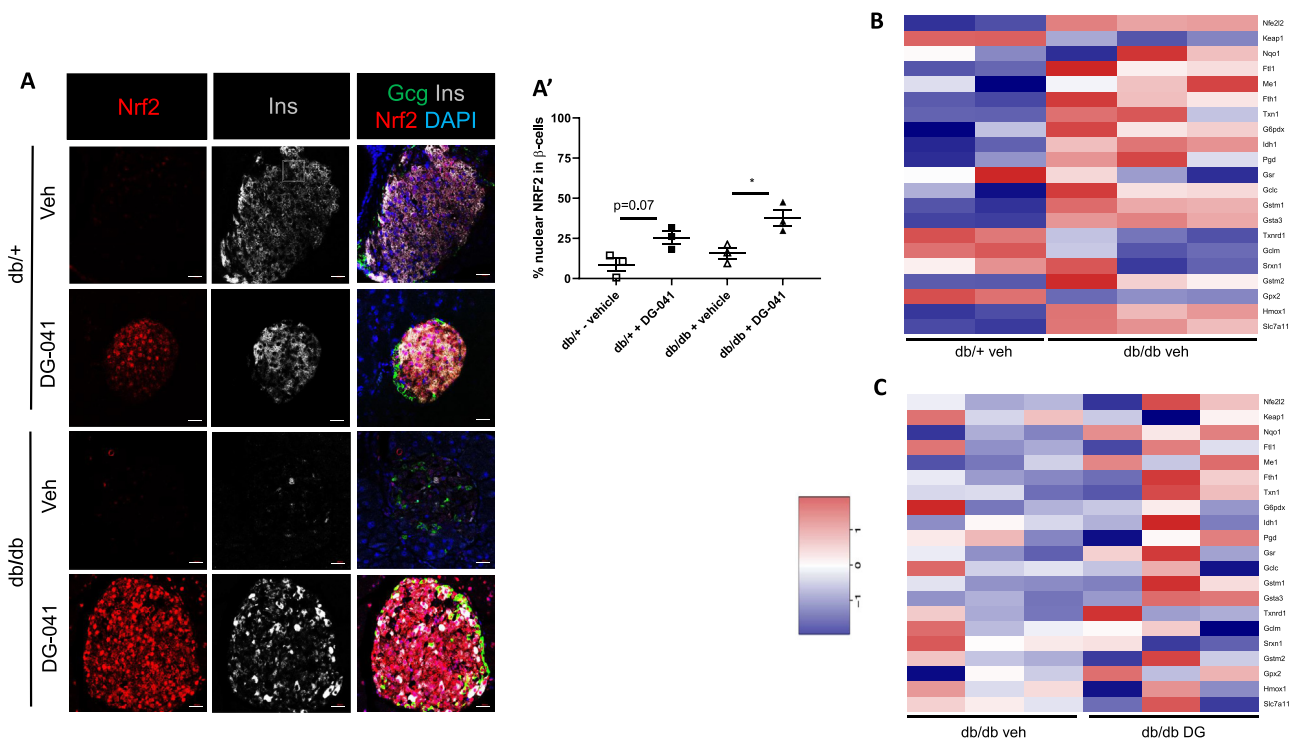 A
Nrf2
Ins
Gcg Ins
Nrf2 DAPI
db/+
Veh
DG-041
db/db
Veh
DG-041
A'
% nuclear NRF2 in β-cells
100
75
50
25
0
p=0.07
*
db/+ - vehicle
db/+ + DG-041
db/db + vehicle
db/db + DG-041
B
Nfe2l2
Keap1
Nqo1
Ftl1
Me1
Fth1
Txn1
G6pdx
Idh1
Pgd
Gsr
Gclc
Gstm1
Gsta3
Txnrd1
Gclm
Srxn1
Gstm2
Gpx2
Hmox1
Slc7a11
db/+ veh
db/db veh
1
0
−1
C
Nfe2l2
Keap1
Nqo1
Ftl1
Me1
Fth1
Txn1
G6pdx
Idh1
Pgd
Gsr
Gclc
Gstm1
Gsta3
Txnrd1
Gclm
Srxn1
Gstm2
Gpx2
Hmox1
Slc7a11
db/db veh
db/db DG